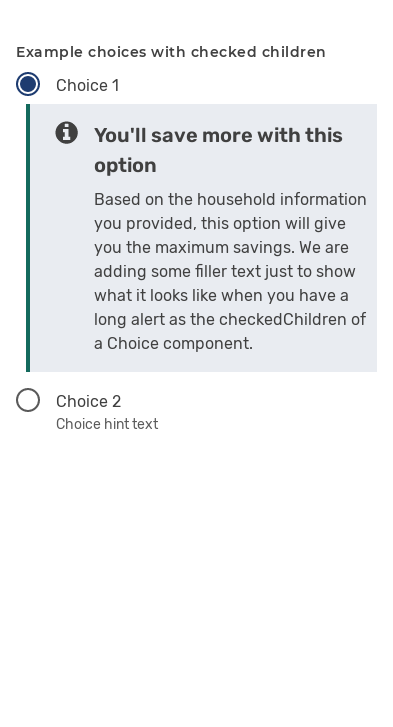 Example choices with checked children
Choice 1
You'll save more with this
option
Based on the household information
you provided, this option will give
you the maximum savings. We are
adding some filler text just to show
what it looks like when you have a
long alert as the checkedChildren of
a Choice component.
Choice 2
Choice hint text